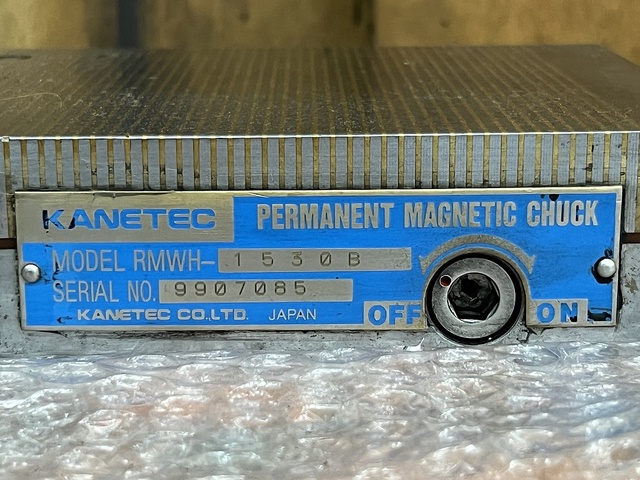 KANETEC PERMANENT MAGNETIC CHUCK
MODEL RMWH-1530B
SERIAL NO. 9907085
KANETEC CO.,LTD. JAPAN
OFF ON